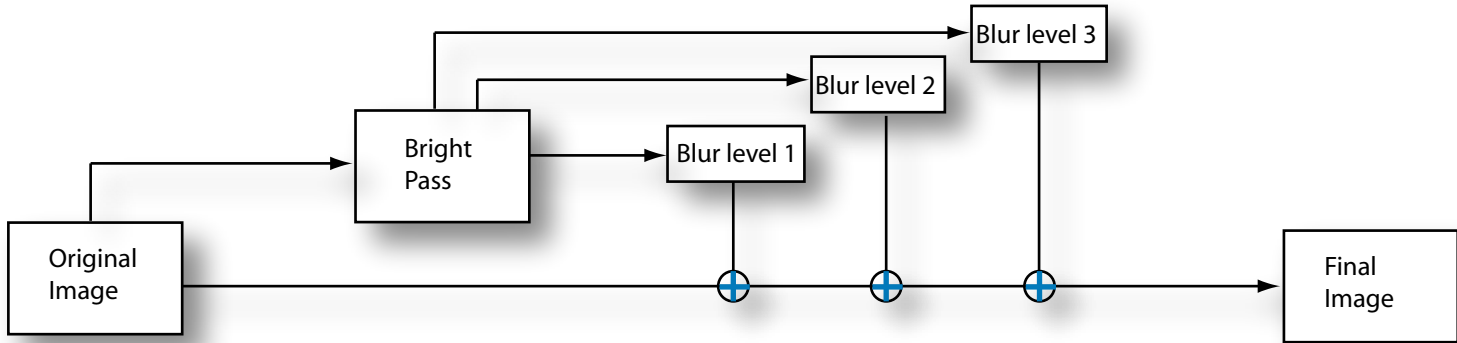 Blur level 3
Blur level 2
Bright
Pass
Blur level 1
Original
Image
Final
Image